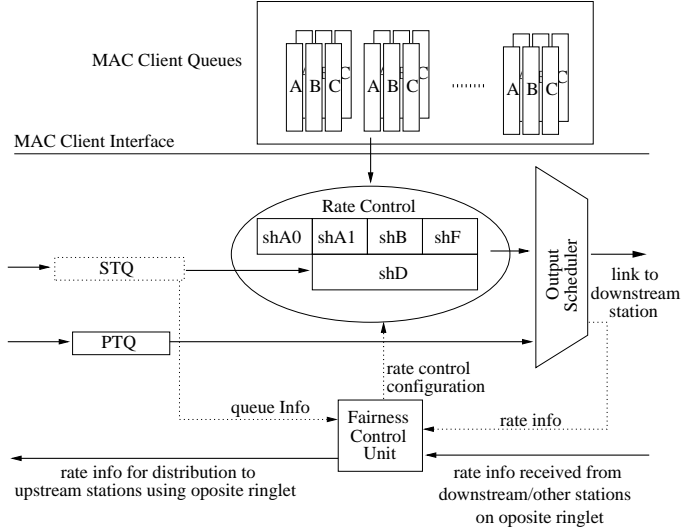 MAC Client Queues
A B C C
A B C C
........
A B C C
MAC Client Interface
Rate Control
shA0 shA1 shB shF
shD
STQ
PTQ
Output
Scheduler
link to
downstream
station
rate control
configuration
queue Info
rate info
Fairness
Control
Unit
rate info for distribution to
upstream stations using oposite ringlet
rate info received from
downstream/other stations
on oposite ringlet